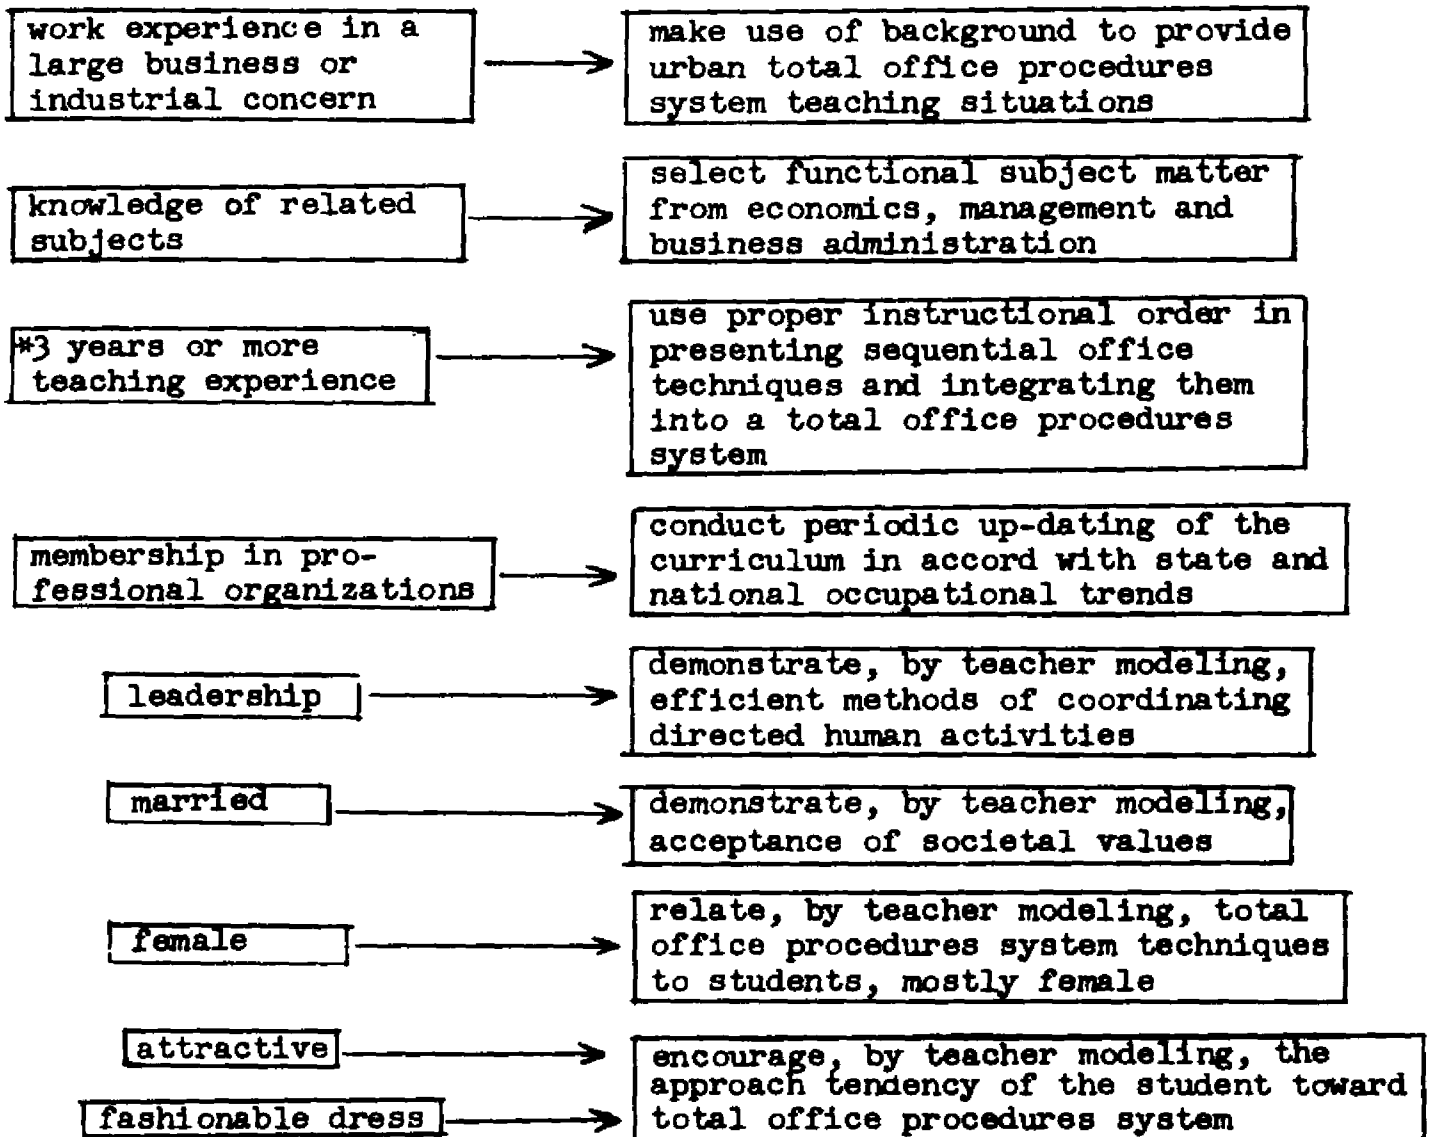 work experience in a
large business or
industrial concern
make use of background to provide
urban total office procedures
system teaching situations
knowledge of related
subjects
select functional subject matter
from economics, management and
business administration
*3 years or more
teaching experience
use proper instructional order in
presenting sequential office
techniques and integrating them
into a total office procedures
system
membership in pro-
fessional organizations
conduct periodic up-dating of the
curriculum in accord with state and
national occupational trends
leadership
demonstrate, by teacher modeling,
efficient methods of coordinating
directed human activities
married
demonstrate, by teacher modeling,
acceptance of societal values
female
relate, by teacher modeling, total
office procedures system techniques
to students, mostly female
attractive
fashionable dress
encourage, by teacher modeling, the
approach tendency of the student toward
total office procedures system